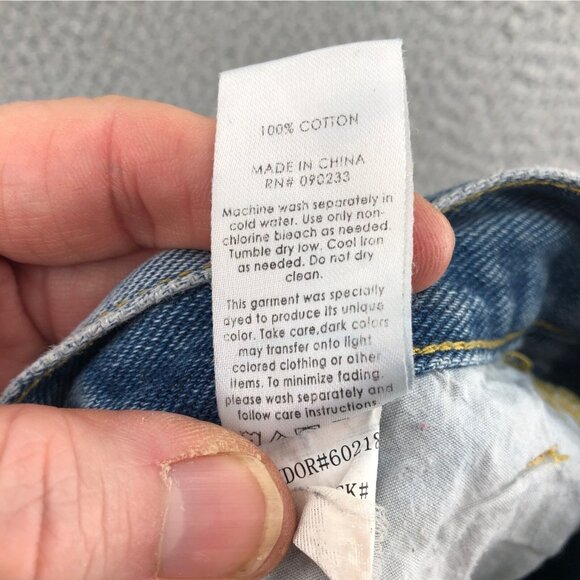 100% COTTON
MADE IN CHINA
RN# 090233
Machine wash separately in
cold water. Use only non-
chlorine bleach as needed.
Tumble dry low. Cool Iron
as needed. Do not dry
clean.
This garment was specially
dyed to produce its unique
color. Take care,dark colors
may transfer onto light
colored clothing or other
items. To minimize fading,
please wash separately and
follow care instructions
DOR#60218
CK#